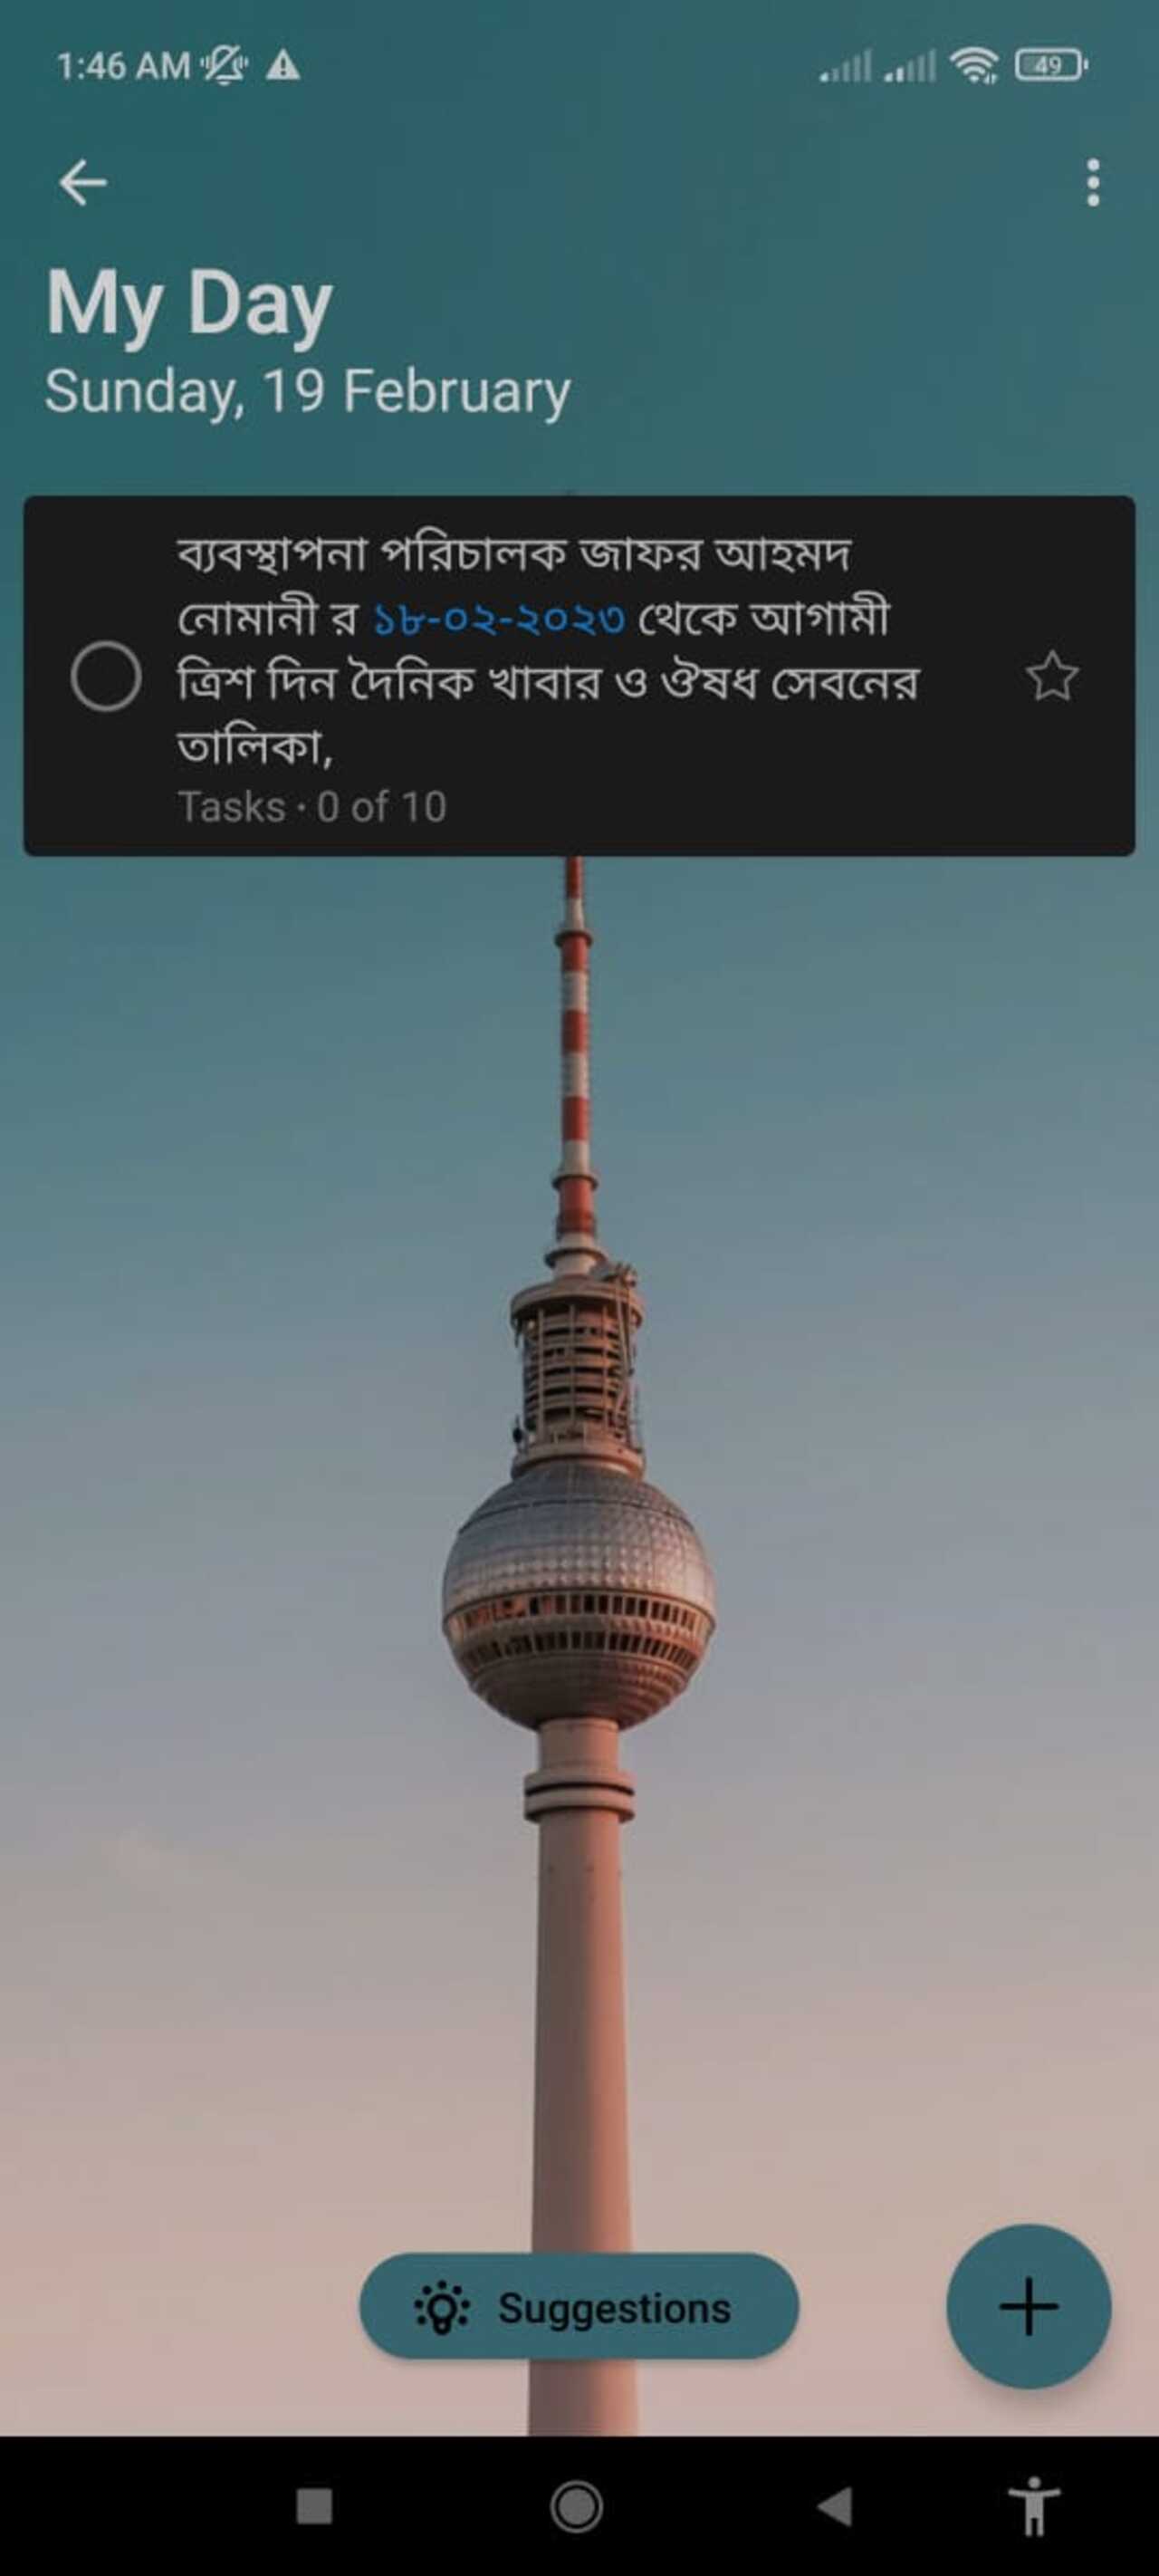 1:46 AM
49
My Day
Sunday, 19 February
ব্যবস্থাপনা পরিচালক জাফর আহমদ
নোমানী র ১৮-০২-২০২৩ থেকে আগামী
ত্রিশ দিন দৈনিক খাবার ও ঔষধ সেবনের
তালিকা,
Tasks · 0 of 10
Suggestions